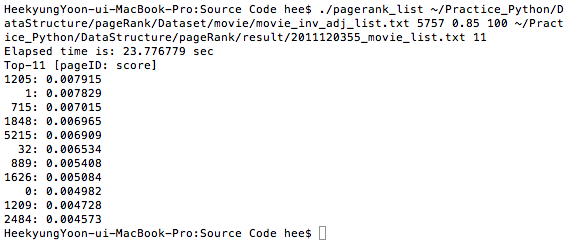 HeekyungYoon-ui-MacBook-Pro:Source Code hee$ ./pagerank_list ~/Practice_Python/D
ataStructure/pageRank/Dataset/movie/movie_inv_adj_list.txt 5757 0.85 100 ~/Pract
ice_Python/DataStructure/pageRank/result/2011120355_movie_list.txt 11
Elapsed time is: 23.776779 sec
Top-11 [pageID: score]
1205: 0.007915
1: 0.007829
715: 0.007015
1848: 0.006965
5215: 0.006909
32: 0.006534
889: 0.005408
1626: 0.005084
0: 0.004982
1209: 0.004728
2484: 0.004573
HeekyungYoon-ui-MacBook-Pro:Source Code hee$